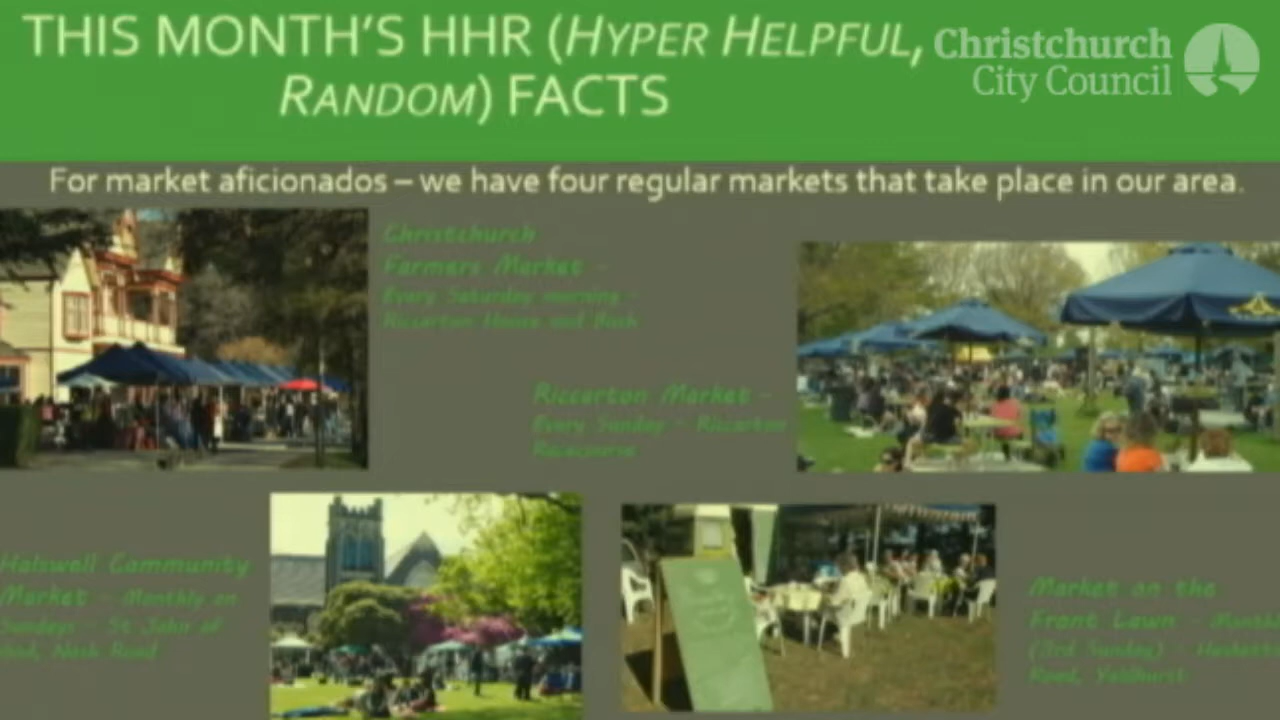 THIS MONTH'S HHR (HYPER HELPFUL,
RANDOM) FACTS
Christchurch
City Council
For market aficionados – we have four regular markets that take place in our area.
Christchurch
Farmers Market -
Every Saturday morning -
Riccarton House and Bush
Riccarton Market -
Every Sunday - Riccarton
Racecourse
Halswell Community
Market - Monthly on
Sundays - St John of
God, Nash Road
Market on the
Front Lawn -
(3rd Sunday) -
Road, Yaldhurst